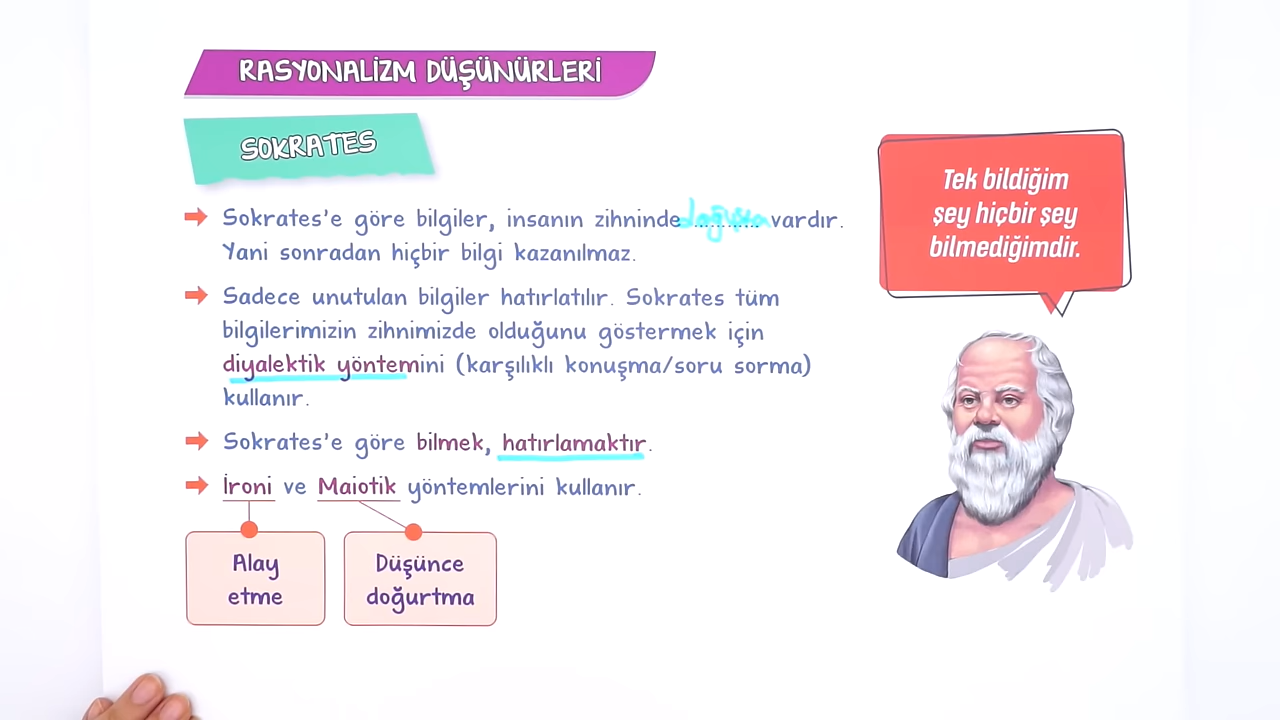 RASYONALİZM DÜŞÜNÜRLERİ
SOKRATES
Sokrates'e göre bilgiler, insanın zihninde doğuştan vardır.
Yani sonradan hiçbir bilgi kazanılmaz.
Sadece unutulan bilgiler hatırlatılır. Sokrates tüm
bilgilerimizin zihnimizde olduğunu göstermek için
diyalektik yöntemini (karşılıklı konuşma/soru sorma)
kullanır.
Sokrates'e göre bilmek, hatırlamaktır.
İroni ve Maiotik yöntemlerini kullanır.
Alay
etme
Düşünce
doğurtma
Tek bildiğim
şey hiçbir şey
bilmediğimdir.